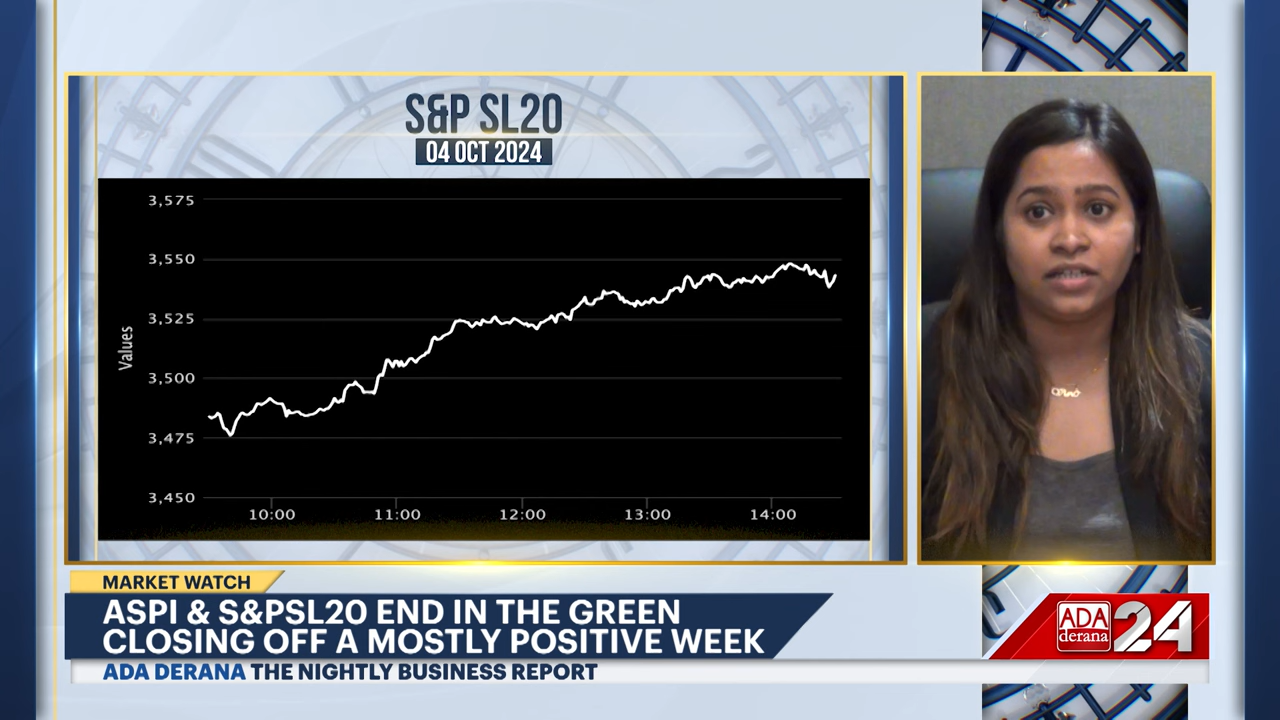 S&P SL20
04 OCT 2024
3,575
3,550
3,525
3,500
3,475
3,450
Values
10:00 11:00 12:00 13:00 14:00
MARKET WATCH
ASPI & S&PSL20 END IN THE GREEN
CLOSING OFF A MOSTLY POSITIVE WEEK
ADA DERANA THE NIGHTLY BUSINESS REPORT
ADA
derana
24